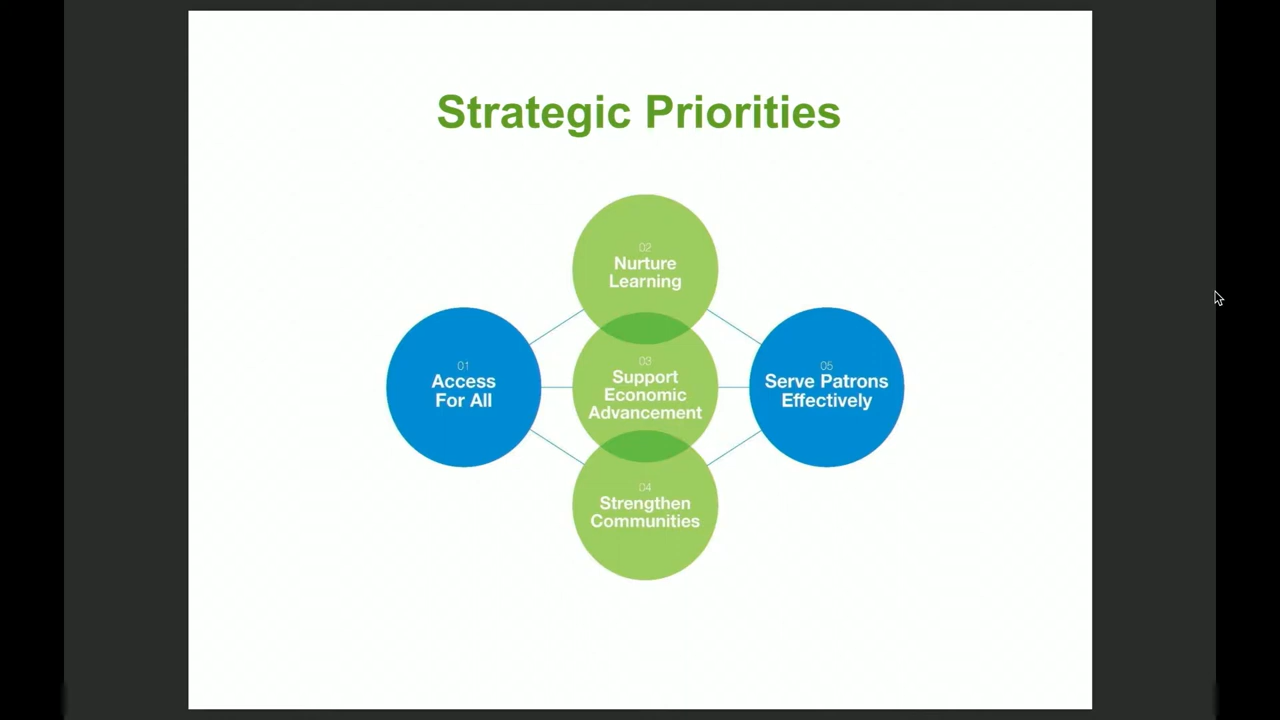 Strategic Priorities
01
Access
For All
02
Nurture
Learning
03
Support
Economic
Advancement
04
Strengthen
Communities
05
Serve Patrons
Effectively